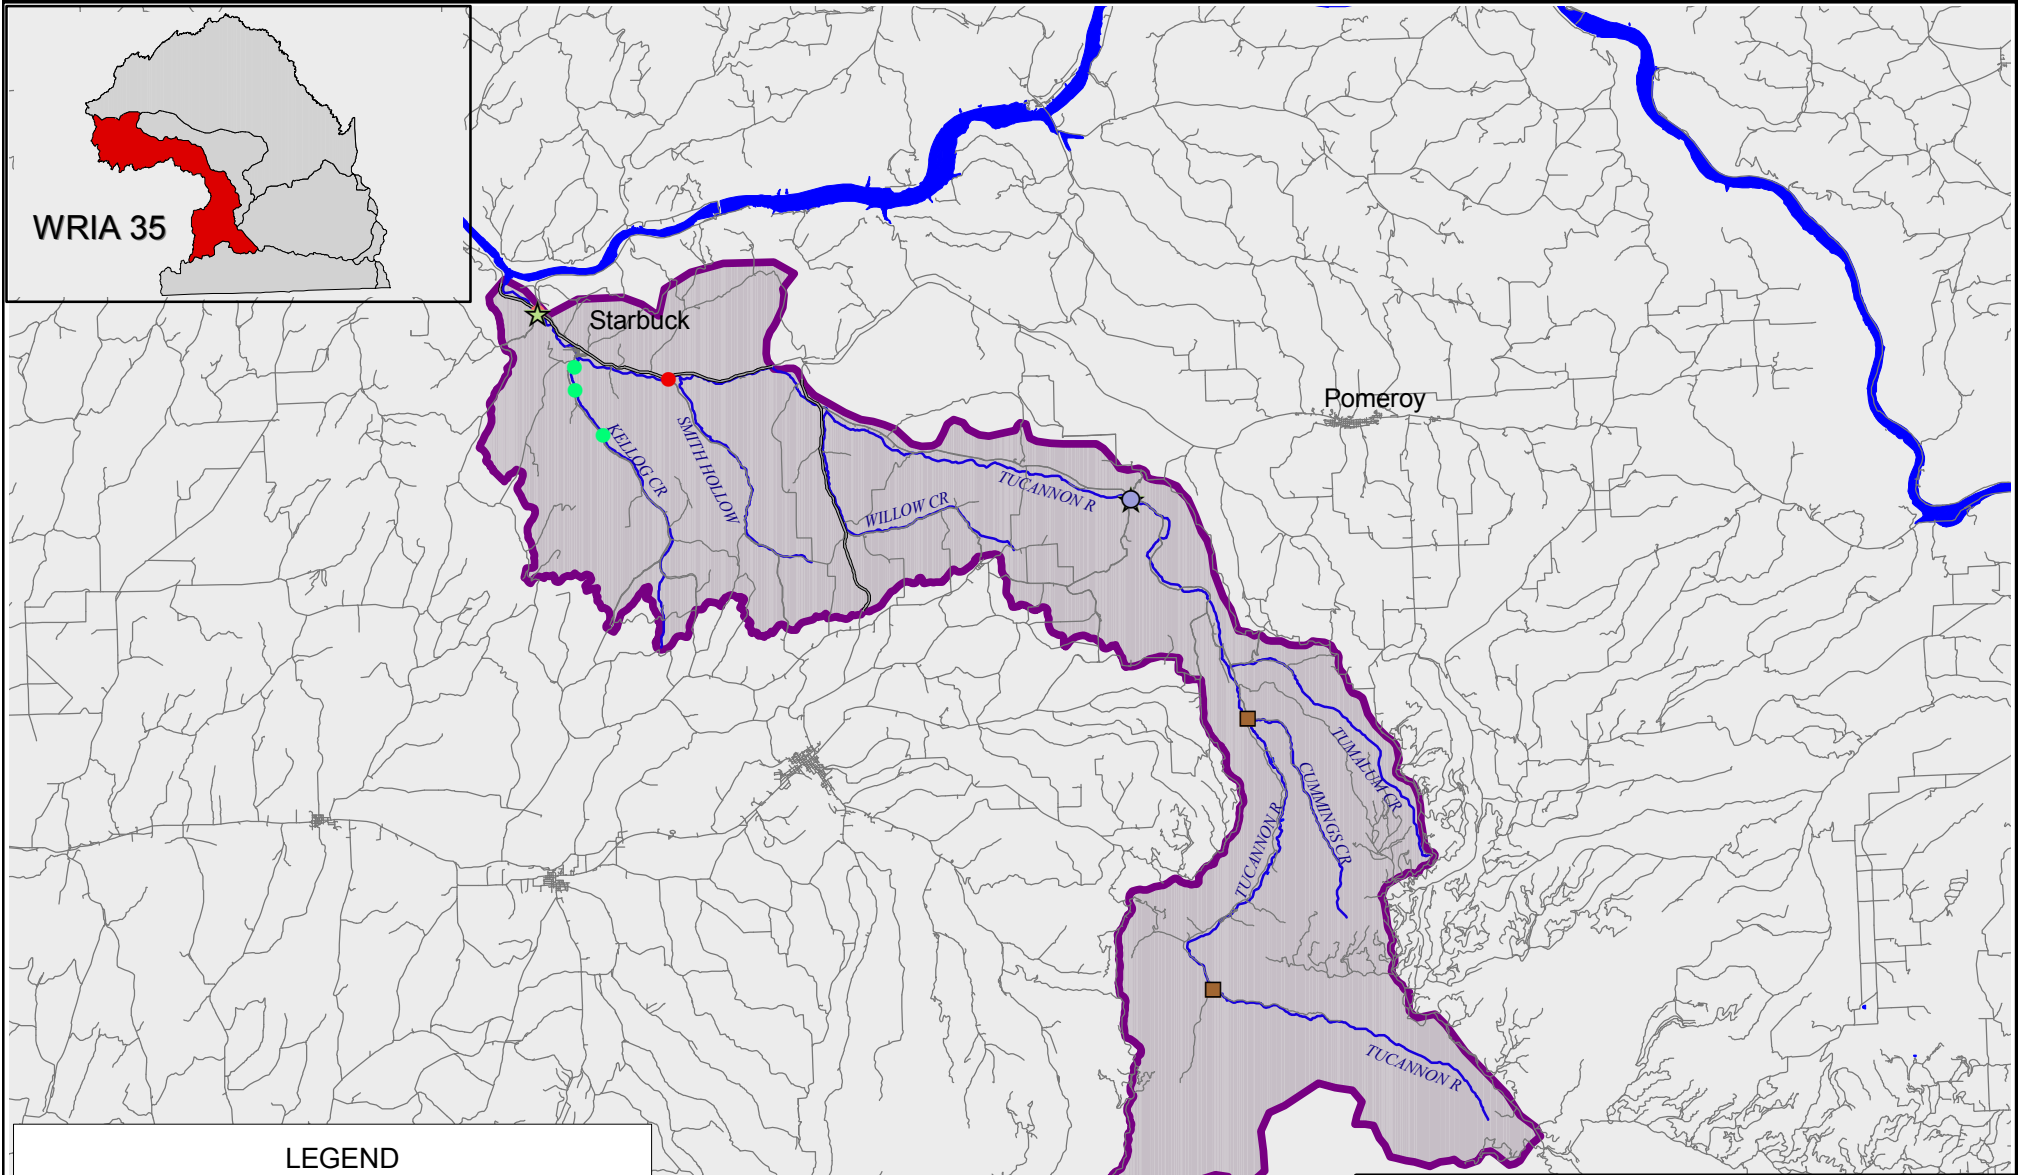 WRIA 35
Starbuck
Pomeroy
KELLOG CR
SMITH HOLLOW
WILLOW CR
TUCANNON R
TUMALUM CR
CUMMINGS CR
TUCANNON R
TUCANNON R
LEGEND